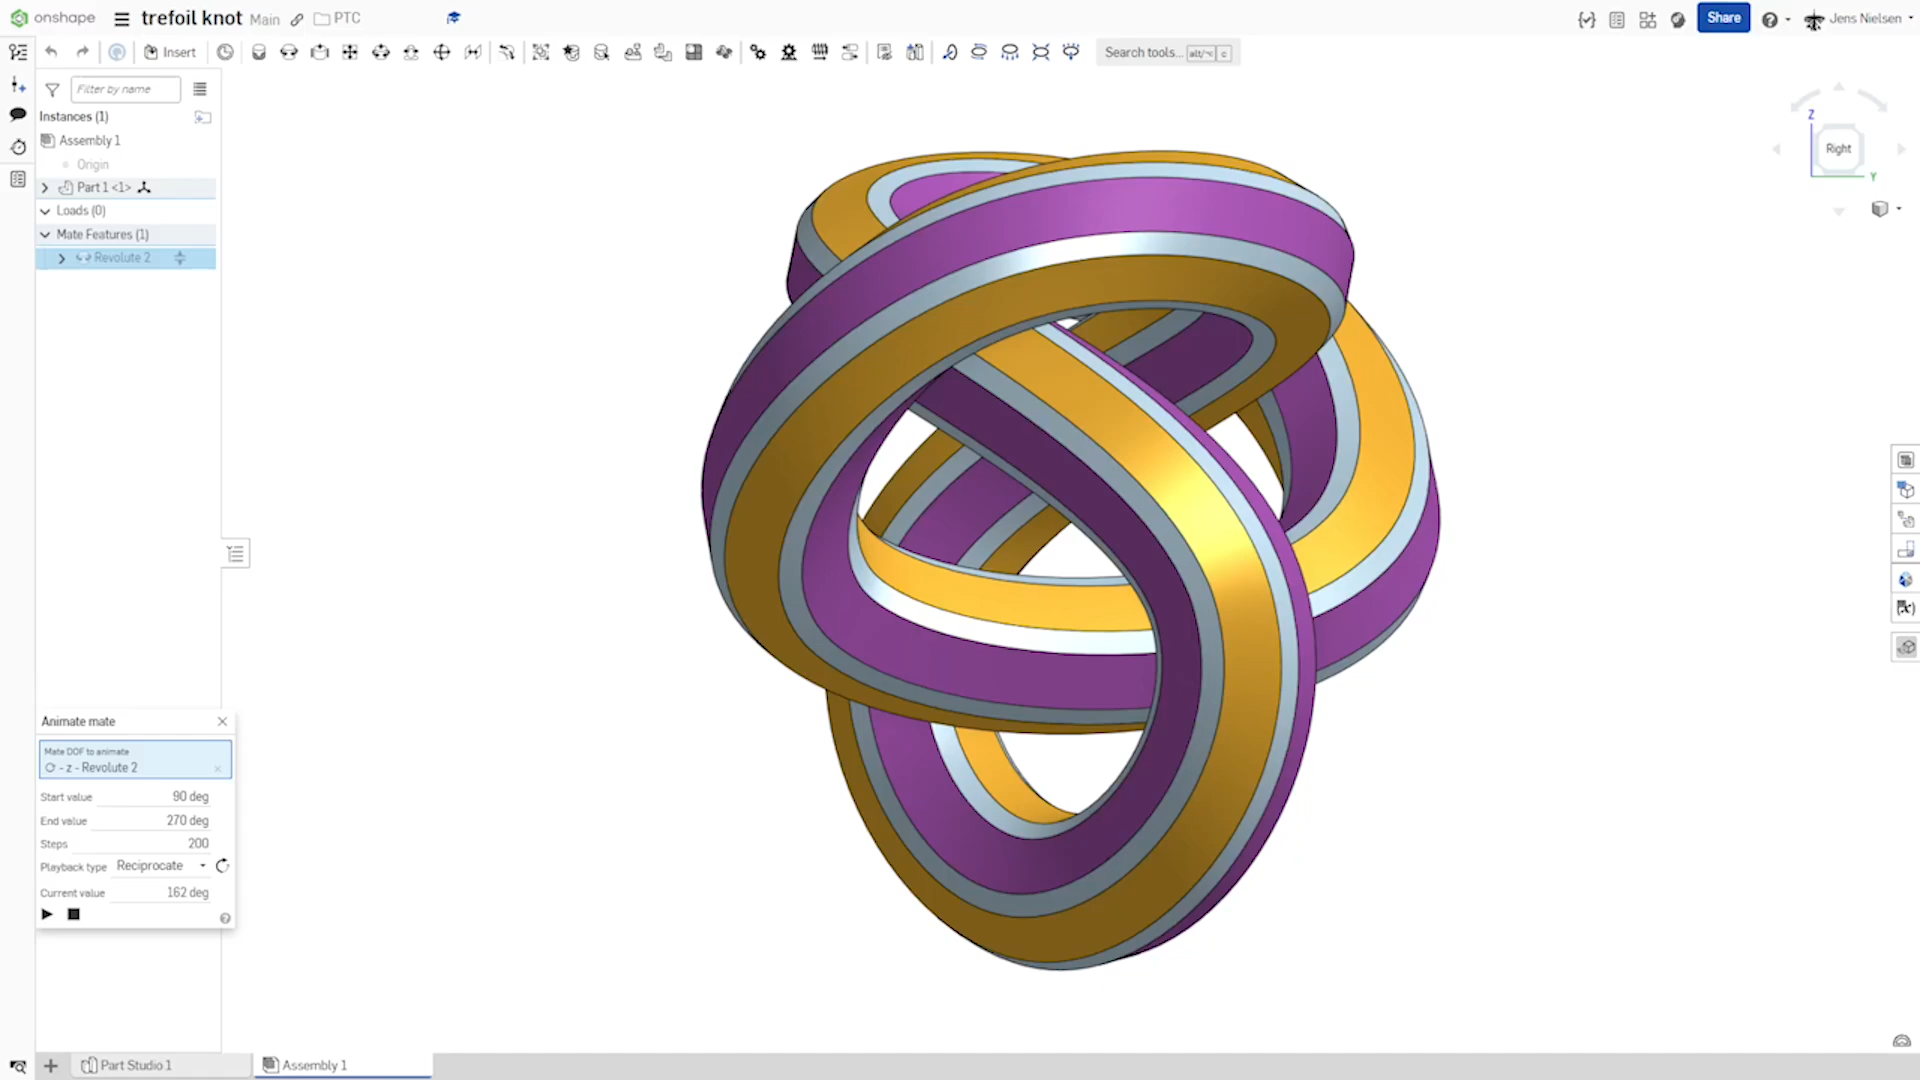 onshape
trefoil knot Main PTC
Share
Jens Nielsen
Insert
Search tools... alt/⌥ c
Filter by name
Instances (1)
Assembly 1
Origin
Part 1 <1>
Loads (0)
Mate Features (1)
Revolute 2
Z
Right
Y
Animate mate
Mate DOF to animate
- z - Revolute 2
Start value 90 deg
End value 270 deg
Steps 200
Playback type Reciprocate
Current value 162 deg
Part Studio 1
Assembly 1